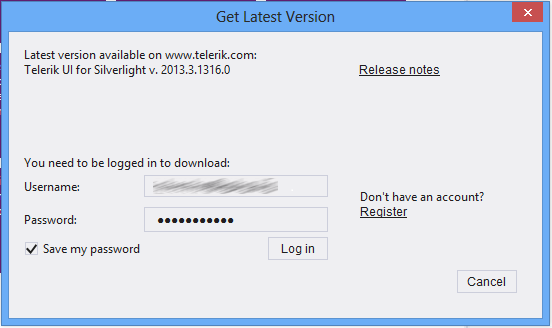 Get Latest Version
Latest version available on www.telerik.com:
Telerik UI for Silverlight v. 2013.3.1316.0
Release notes
You need to be logged in to download:
Username:
Don't have an account?
Register
Password: •••••••••••
Save my password
Log in
Cancel